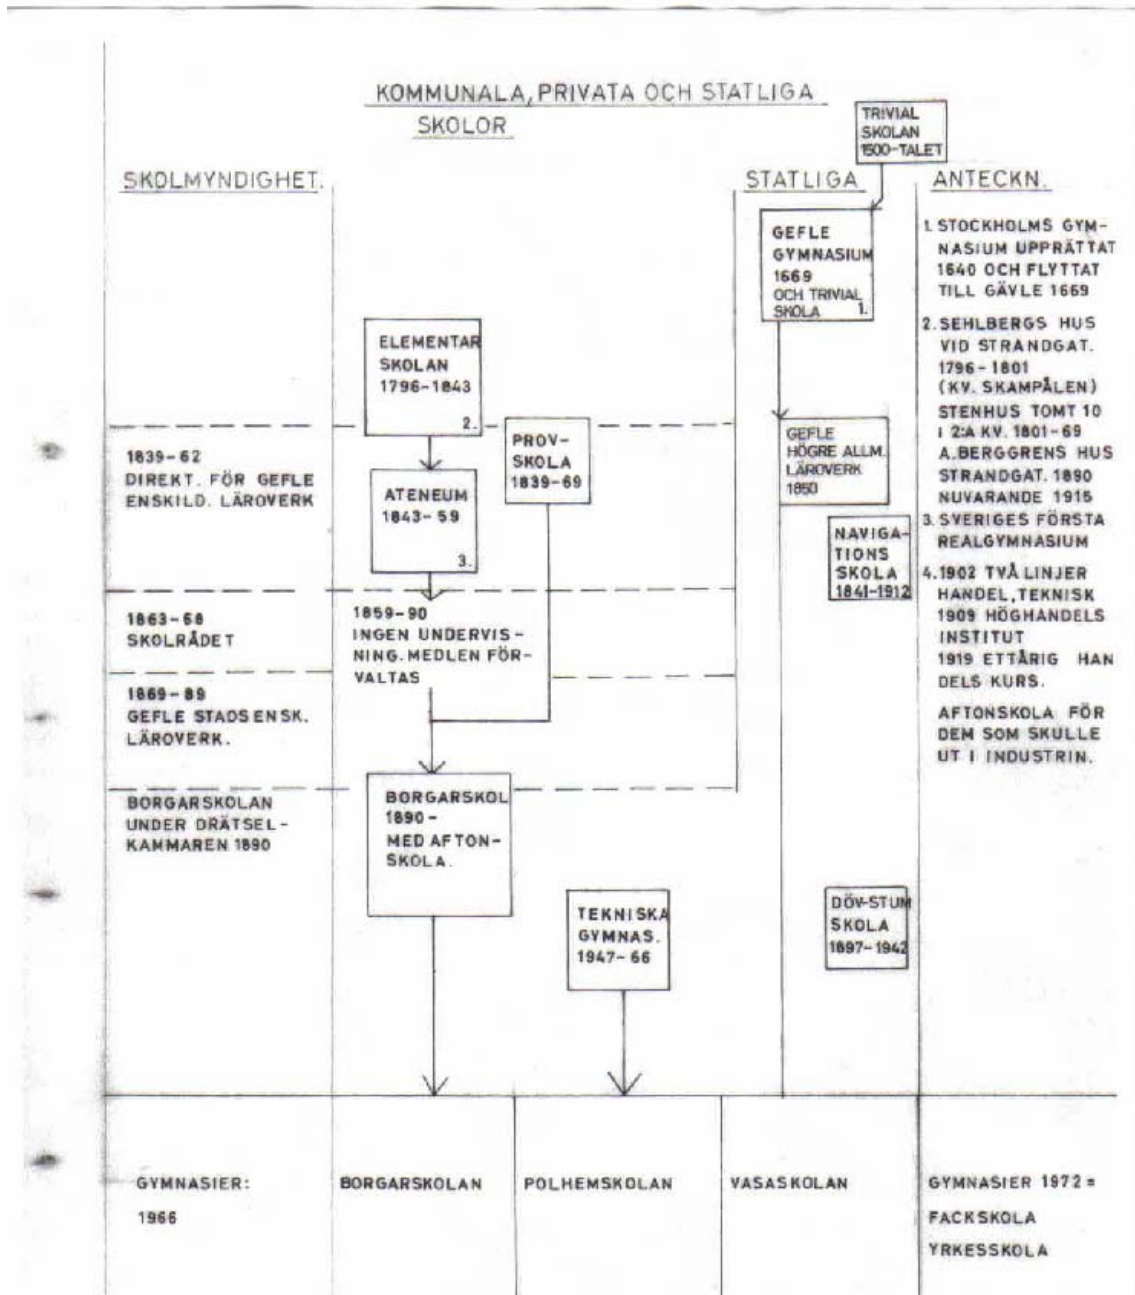 KOMMUNALA, PRIVATA OCH STATLIGA
SKOLOR
TRIVIAL
SKOLAN
1500-TALET
SKOLMYNDIGHET.
STATLIGA
ANTECKN.
GEFLE
GYMNASIUM
1669
OCH TRIVIAL
SKOLA 1.
ELEMENTAR
SKOLAN
1796-1843
2.
PROV-
SKOLA
1839-69
GEFLE
HÖGRE ALLM.
LÄROVERK
1850
1839-62
DIREKT. FÖR GEFLE
ENSKILD. LÄROVERK
ATENEUM
1843-59
3.
NAVIGA-
TIONS
SKOLA
1841-1912
1863-68
SKOLRÅDET
1859-90
INGEN UNDERVIS-
NING. MEDLEN FÖR-
VALTAS
1869-89
GEFLE STADS ENSK.
LÄROVERK.
BORGARSKOLAN
UNDER DRÄTSEL-
KAMMAREN 1890
BORGARSKOL
1890-
MED AFTON-
SKOLA.
TEKNISKA
GYMNAS.
1947-66
DÖV-STUM
SKOLA
1897-1942
1. STOCKHOLMS GYM-
NASIUM UPPRÄTTAT
1640 OCH FLYTTAT
TILL GÄVLE 1669
2. SEHLBERGS HUS
VID STRANDGAT.
1796-1801
(KV. SKAMPÅLEN)
STENHUS TOMT 10
I 2:A KV. 1801-69
A. BERGGRENS HUS
STRANDGAT. 1890
NUVARANDE 1915
3. SVERIGES FÖRSTA
REALGYMNASIUM
4. 1902 TVÅ LINJER
HANDEL, TEKNISK
1909 HÖGHANDELS
INSTITUT
1919 ETTÅRIG HAN
DELS KURS.
AFTONSKOLA FÖR
DEM SOM SKULLE
UT I INDUSTRIN.
GYMNASIER:
1966
BORGARSKOLAN
POLHEMSKOLAN
VASASKOLAN
GYMNASIER 1972=
FACKSKOLA
YRKESSKOLA